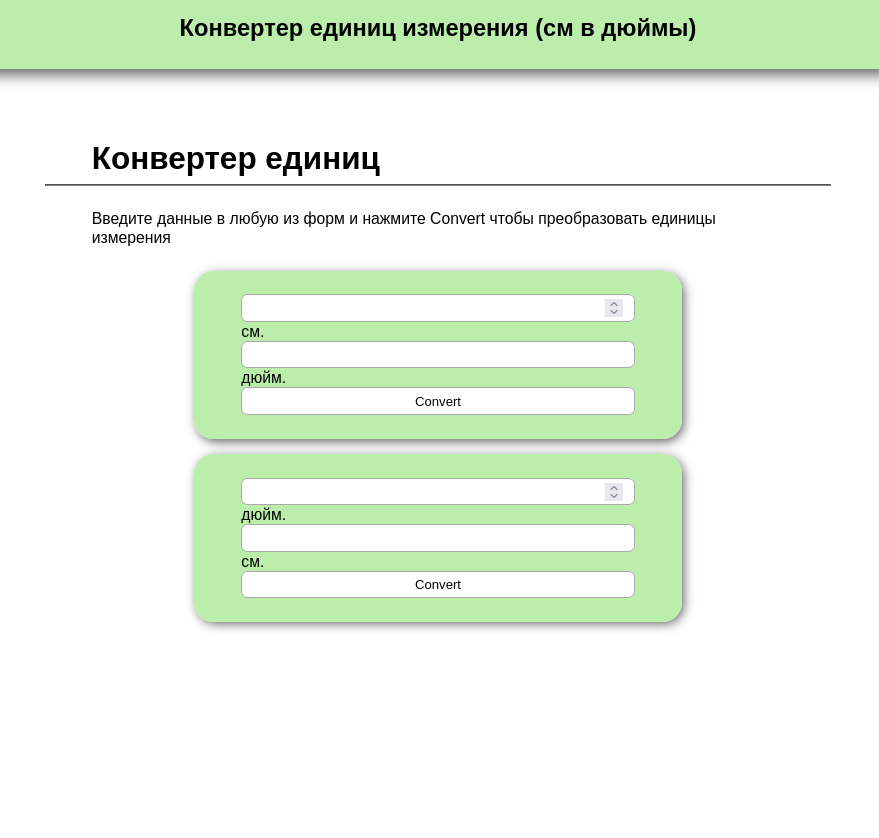 Конвертер единиц измерения (см в дюймы)
Конвертер единиц
Введите данные в любую из форм и нажмите Convert чтобы преобразовать единицы
измерения
см.
дюйм.
Convert
дюйм.
см.
Convert